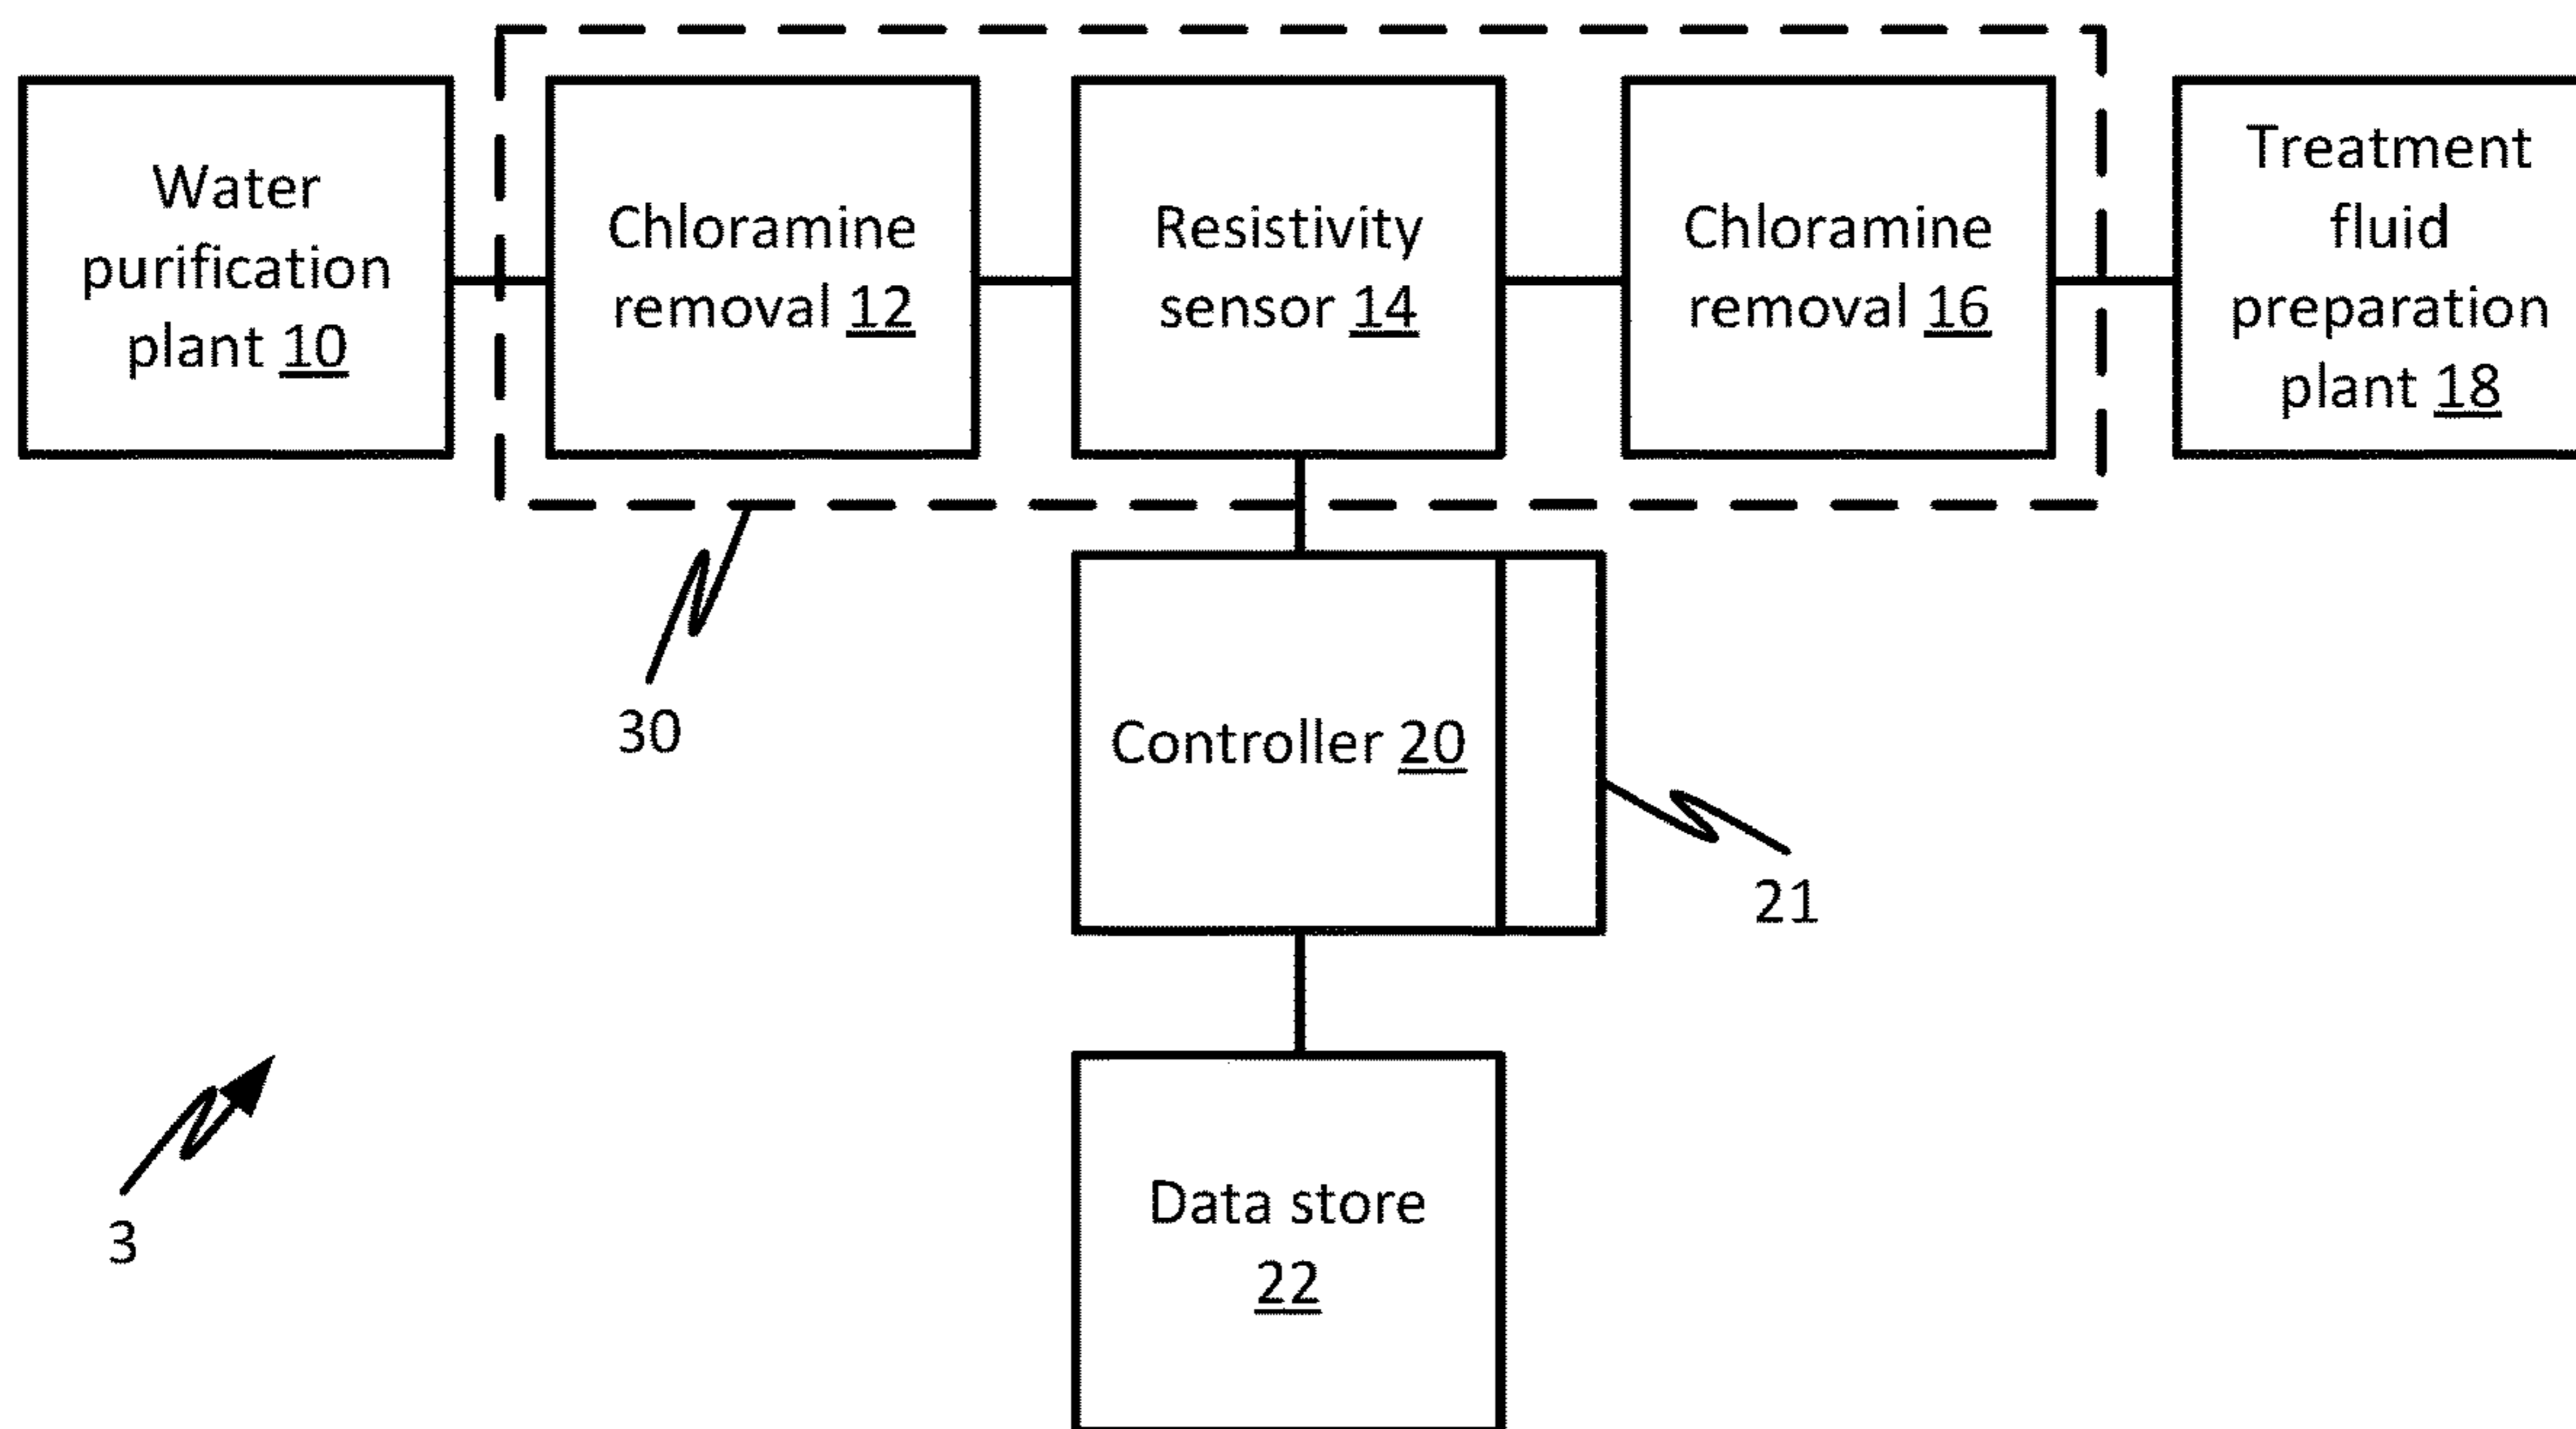 Water
purification
plant 10
Chloramine
removal 12
Resistivity
sensor 14
Chloramine
removal 16
Treatment
fluid
preparation
plant 18
30
Controller 20
21
3
Data store
22